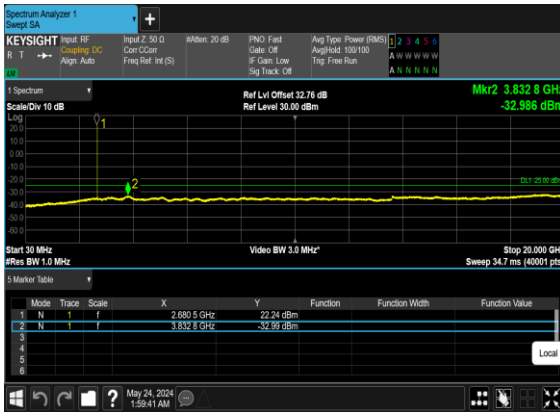 Spectrum Analyzer 1
Swept SA
KEYSIGHT
R T
Input: RF
Coupling: DC
Align: Auto
Input Z: 50 Ω
Corr CCorr
Freq Ref: Int (S)
#Atten: 20 dB
PNO: Fast
Gate: Off
IF Gain: Low
Sig Track: Off
Avg Type: Power (RMS)
Avg|Hold: 100/100
Trig: Free Run
1 2 3 4 5 6
A W W W W W
A N N N N N
1 Spectrum
Scale/Div 10 dB
Ref Lvl Offset 32.76 dB
Ref Level 30.00 dBm
Mkr2 3.832 8 GHz
-32.986 dBm
Log
20.0
10.0
0.00
-10.0
-20.0
-30.0
-40.0
-50.0
-60.0
1
2
DL1 -25.00 dBm
Start 30 MHz
#Res BW 1.0 MHz
Video BW 3.0 MHz*
Stop 20.000 GHz
Sweep 34.7 ms (40001 pts)
5 Marker Table
Mode Trace Scale X Y Function Function Width Function Value
1 N 1 f 2.680 5 GHz 22.24 dBm
2 N 1 f 3.832 8 GHz -32.99 dBm
3
4
5
6
Local
May 24, 2024
1:59:41 AM